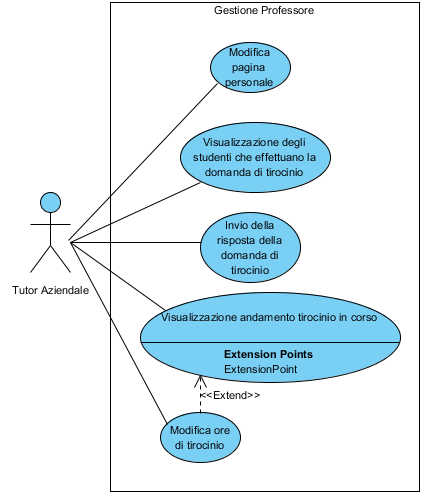 Gestione Professore
Modifica
pagina
personale
Visualizzazione degli
studenti che effettuano la
domanda di tirocinio
Invio della
risposta della
domanda di
tirocinio
Tutor Aziendale
Visualizzazione andamento tirocinio in corso
Extension Points
ExtensionPoint
<<Extend>>
Modifica ore
di tirocinio